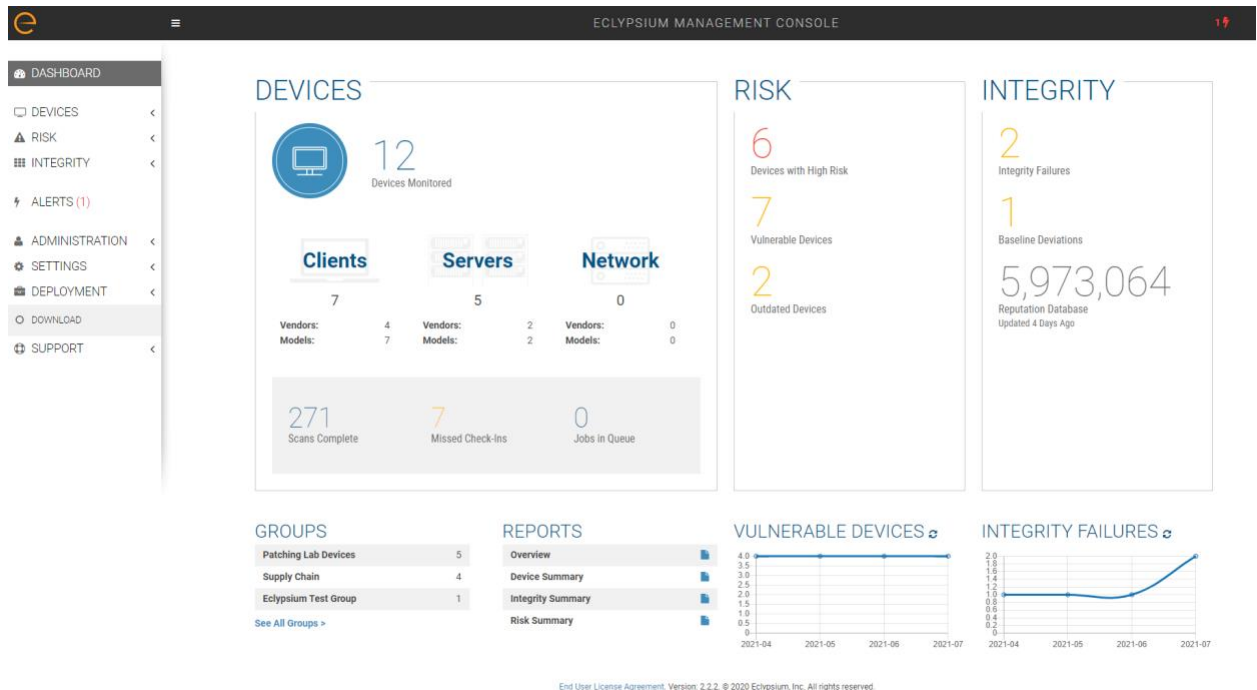 ECLYPSIUM MANAGEMENT CONSOLE
1
DASHBOARD
DEVICES
RISK
INTEGRITY
ALERTS (1)
ADMINISTRATION
SETTINGS
DEPLOYMENT
DOWNLOAD
SUPPORT
DEVICES
12
Devices Monitored
Clients Servers Network
7 5 0
Vendors: 4 Vendors: 2 Vendors: 0
Models: 7 Models: 2 Models: 0
271 7 0
Scans Complete Missed Check-Ins Jobs in Queue
RISK
6
Devices with High Risk
7
Vulnerable Devices
2
Outdated Devices
INTEGRITY
2
Integrity Failures
1
Baseline Deviations
5,973,064
Reputation Database
Updated 4 Days Ago
GROUPS
Patching Lab Devices 5
Supply Chain 4
Eclypsium Test Group 1
See All Groups >
REPORTS
Overview
Device Summary
Integrity Summary
Risk Summary
VULNERABLE DEVICES
4.0
3.5
3.0
2.5
2.0
1.5
1.0
0.5
0
2021-04 2021-05 2021-06 2021-07
INTEGRITY FAILURES
2.0
1.8
1.6
1.4
1.2
1.0
0.8
0.6
0.4
0.2
0
2021-04 2021-05 2021-06 2021-07
End User License Agreement. Version: 2.2.2. © 2020 Eclypsium, Inc. All rights reserved.